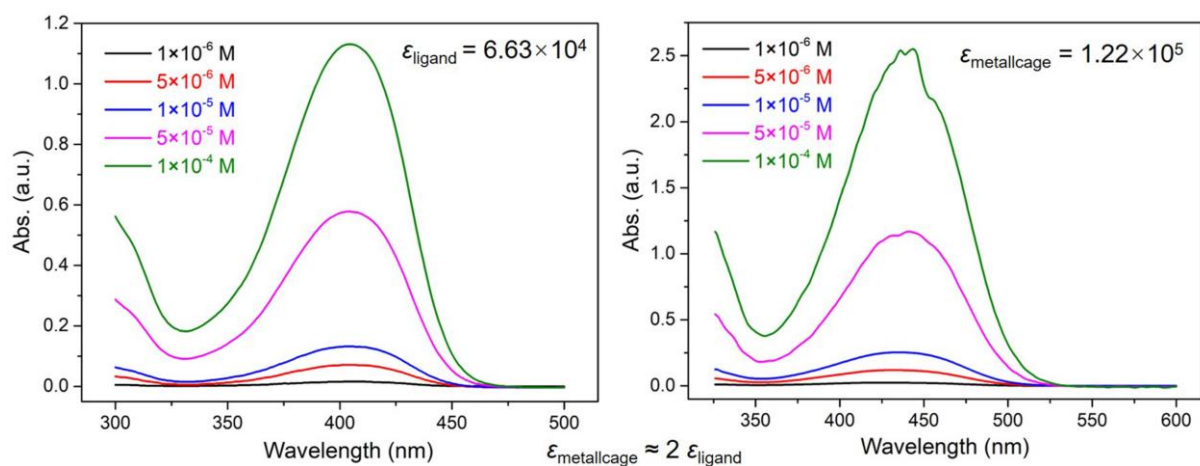 1.2
1.0
0.8
0.6
0.4
0.2
0.0
Abs. (a.u.)
1×10⁻⁶ M
5×10⁻⁶ M
1×10⁻⁵ M
5×10⁻⁵ M
1×10⁻⁴ M
εligand = 6.63×10⁴
300 350 400 450 500
Wavelength (nm)
2.5
2.0
1.5
1.0
0.5
0.0
Abs. (a.u.)
1×10⁻⁶ M
5×10⁻⁶ M
1×10⁻⁵ M
5×10⁻⁵ M
1×10⁻⁴ M
εmetallcage = 1.22×10⁵
350 400 450 500 550 600
Wavelength (nm)
εmetallcage ≈ 2 εligand